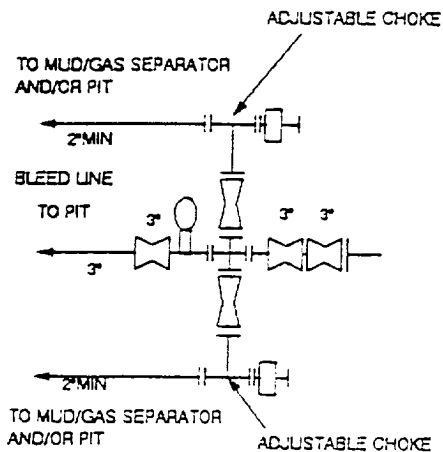 ADJUSTABLE CHOKE
TO MUD/GAS SEPARATOR
AND/OR PIT
2"MIN
BLEED LINE
TO PIT
3"
3" 3"
3"
2"MIN
TO MUD/GAS SEPARATOR
AND/OR PIT
ADJUSTABLE CHOKE